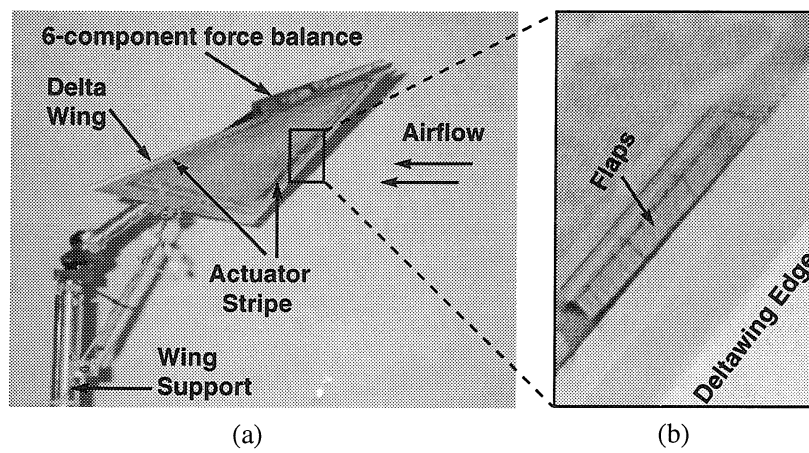 6-component force balance
Delta
Wing
Airflow
Actuator
Stripe
Wing
Support
Flaps
Deltawing Edge
(a)
(b)